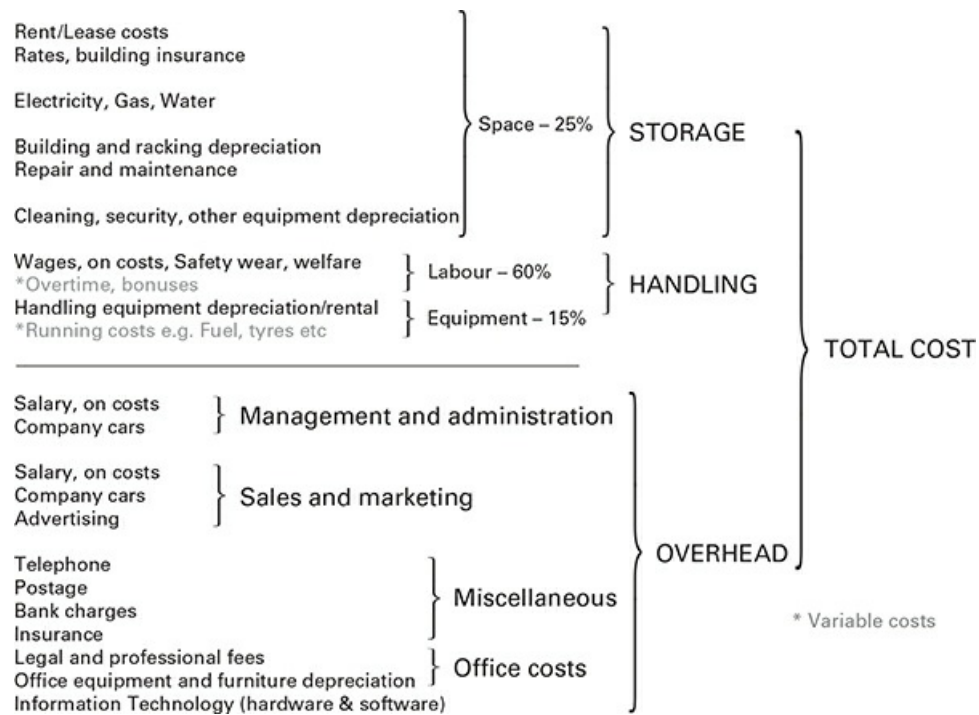 Rent/Lease costs
Rates, building insurance
Electricity, Gas, Water
Space – 25%
STORAGE
Building and racking depreciation
Repair and maintenance
Cleaning, security, other equipment depreciation
Wages, on costs, Safety wear, welfare
*Overtime, bonuses
Labour – 60%
HANDLING
Handling equipment depreciation/rental
*Running costs e.g. Fuel, tyres etc
Equipment – 15%
TOTAL COST
Salary, on costs
Company cars
Management and administration
Salary, on costs
Company cars
Advertising
Sales and marketing
OVERHEAD
Telephone
Postage
Bank charges
Insurance
Miscellaneous
* Variable costs
Legal and professional fees
Office equipment and furniture depreciation
Office costs
Information Technology (hardware & software)